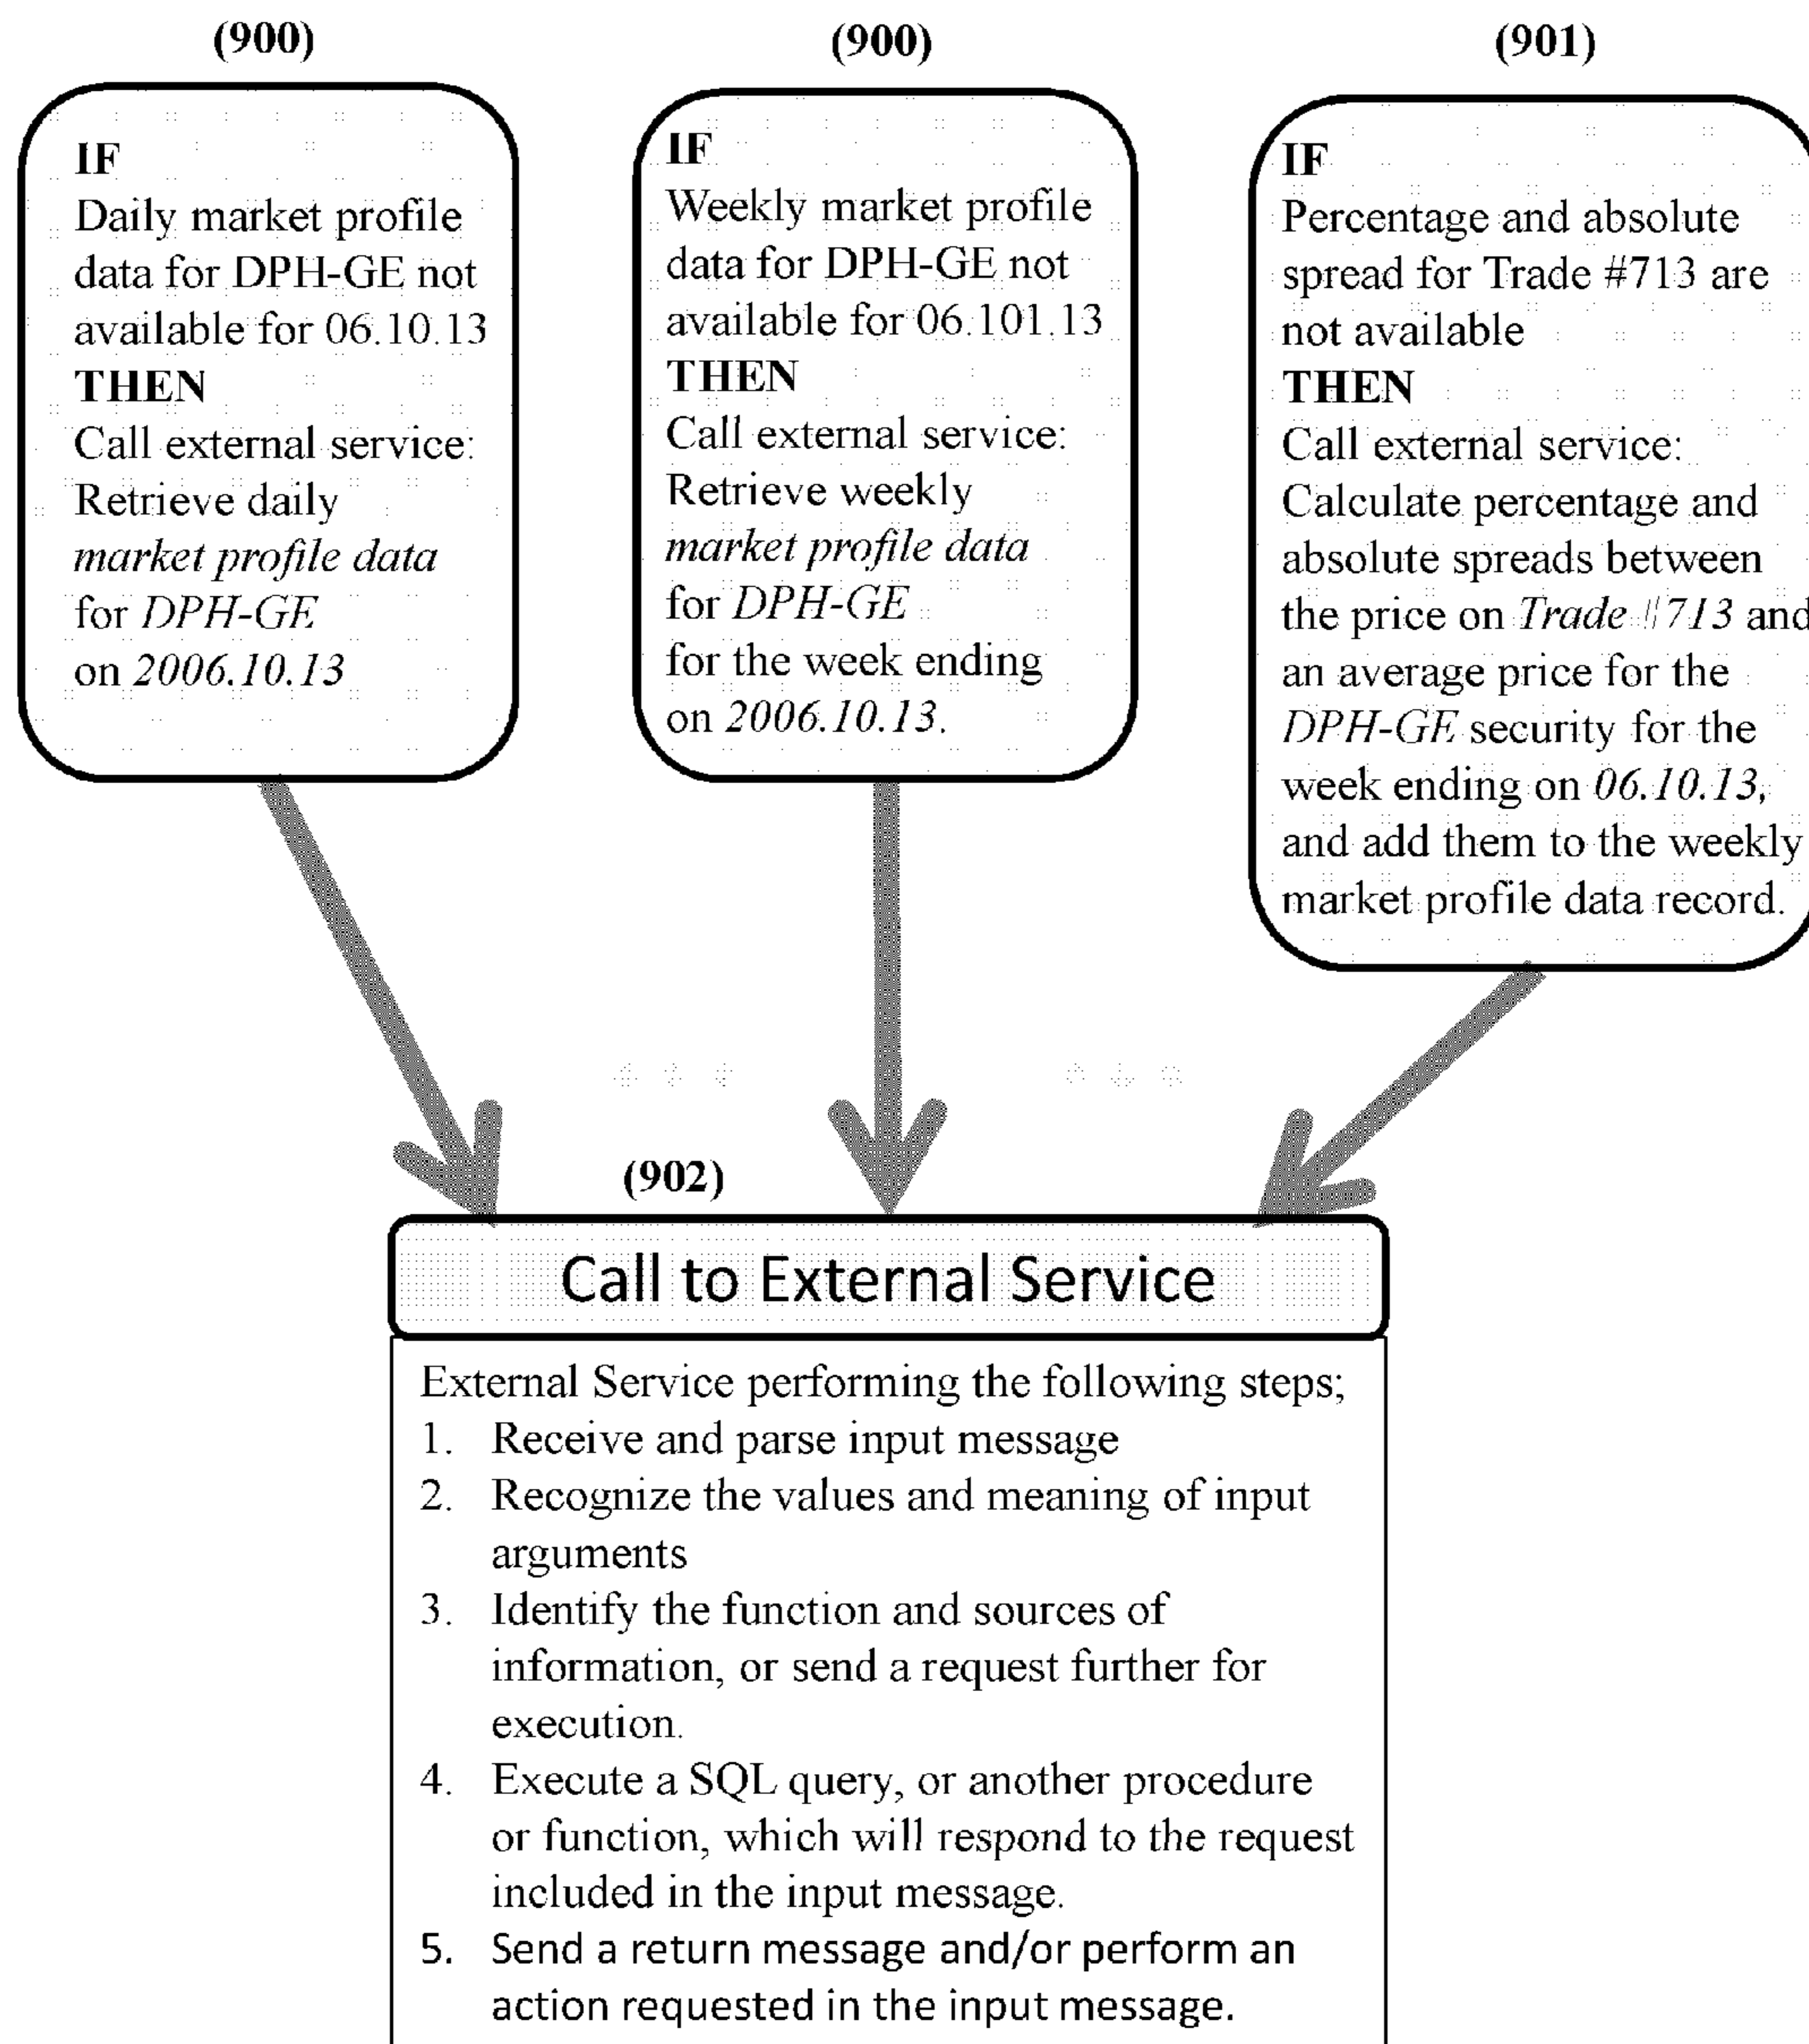 (900)
IF
Daily market profile
data for DPH-GE not
available for 06.10.13
THEN
Call external service:
Retrieve daily
market profile data
for DPH-GE
on 2006.10.13
(900)
IF
Weekly market profile
data for DPH-GE not
available for 06.101.13
THEN
Call external service:
Retrieve weekly
market profile data
for DPH-GE
for the week ending
on 2006.10.13.
(901)
IF
Percentage and absolute
spread for Trade #713 are
not available
THEN
Call external service:
Calculate percentage and
absolute spreads between
the price on Trade #713 and
an average price for the
DPH-GE security for the
week ending on 06.10.13,
and add them to the weekly
market profile data record.
(902)
Call to External Service
External Service performing the following steps;
1. Receive and parse input message
2. Recognize the values and meaning of input
arguments
3. Identify the function and sources of
information, or send a request further for
execution.
4. Execute a SQL query, or another procedure
or function, which will respond to the request
included in the input message.
5. Send a return message and/or perform an
action requested in the input message.